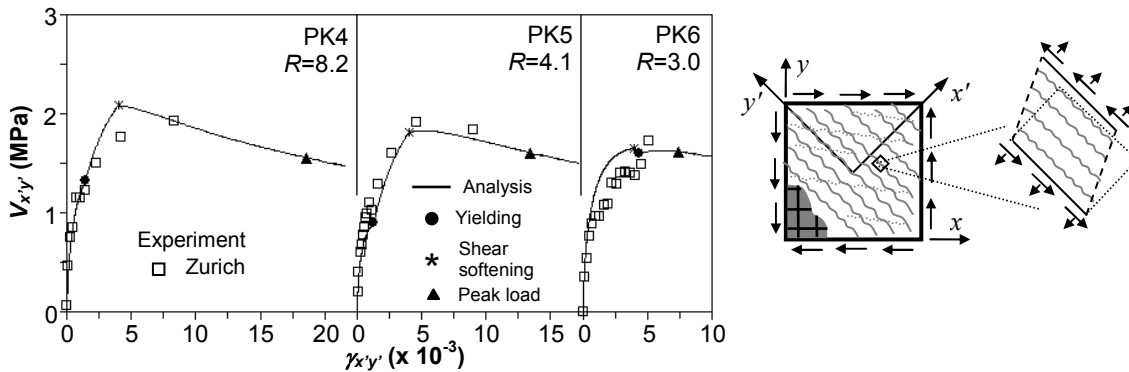 PK4
R=8.2
PK5
R=4.1
PK6
R=3.0
3
2
1
0
V x'y' (MPa)
Experiment
Zurich
Analysis
Yielding
Shear
softening
Peak load
0 5 10 15 20 0 5 10 15 0 5 10
γx'y' (x 10-3)
y
y'
x'
x